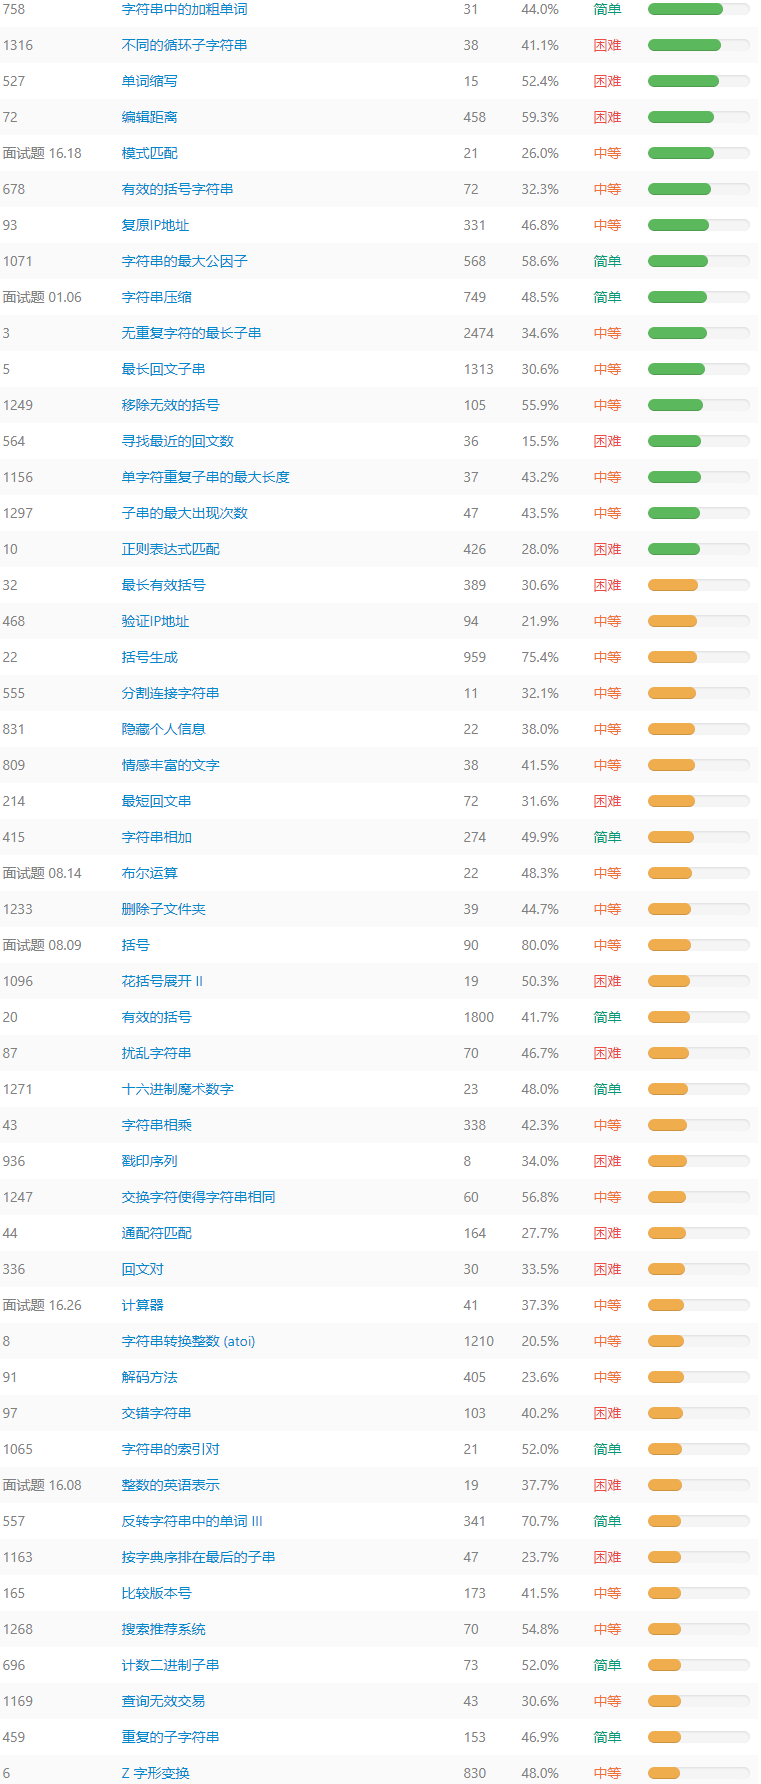 758 字符串中的加粗单词 31 44.0% 简单
1316 不同的循环子字符串 38 41.1% 困难
527 单词缩写 15 52.4% 困难
72 编辑距离 458 59.3% 困难
面试题 16.18 模式匹配 21 26.0% 中等
678 有效的括号字符串 72 32.3% 中等
93 复原IP地址 331 46.8% 中等
1071 字符串的最大公因子 568 58.6% 简单
面试题 01.06 字符串压缩 749 48.5% 简单
3 无重复字符的最长子串 2474 34.6% 中等
5 最长回文子串 1313 30.6% 中等
1249 移除无效的括号 105 55.9% 中等
564 寻找最近的回文数 36 15.5% 困难
1156 单字符重复子串的最大长度 37 43.2% 中等
1297 子串的最大出现次数 47 43.5% 中等
10 正则表达式匹配 426 28.0% 困难
32 最长有效括号 389 30.6% 困难
468 验证IP地址 94 21.9% 中等
22 括号生成 959 75.4% 中等
555 分割连接字符串 11 32.1% 中等
831 隐藏个人信息 22 38.0% 中等
809 情感丰富的文字 38 41.5% 中等
214 最短回文串 72 31.6% 困难
415 字符串相加 274 49.9% 简单
面试题 08.14 布尔运算 22 48.3% 中等
1233 删除子文件夹 39 44.7% 中等
面试题 08.09 括号 90 80.0% 中等
1096 花括号展开 II 19 50.3% 困难
20 有效的括号 1800 41.7% 简单
87 扰乱字符串 70 46.7% 困难
1271 十六进制魔术数字 23 48.0% 简单
43 字符串相乘 338 42.3% 中等
936 戳印序列 8 34.0% 困难
1247 交换字符使得字符串相同 60 56.8% 中等
44 通配符匹配 164 27.7% 困难
336 回文对 30 33.5% 困难
面试题 16.26 计算器 41 37.3% 中等
8 字符串转换整数 (atoi) 1210 20.5% 中等
91 解码方法 405 23.6% 中等
97 交错字符串 103 40.2% 困难
1065 字符串的索引对 21 52.0% 简单
面试题 16.08 整数的英语表示 19 37.7% 困难
557 反转字符串中的单词 III 341 70.7% 简单
1163 按字典序排在最后的子串 47 23.7% 困难
165 比较版本号 173 41.5% 中等
1268 搜索推荐系统 70 54.8% 中等
696 计数二进制子串 73 52.0% 简单
1169 查询无效交易 43 30.6% 中等
459 重复的子字符串 153 46.9% 简单
6 Z 字形变换 830 48.0% 中等